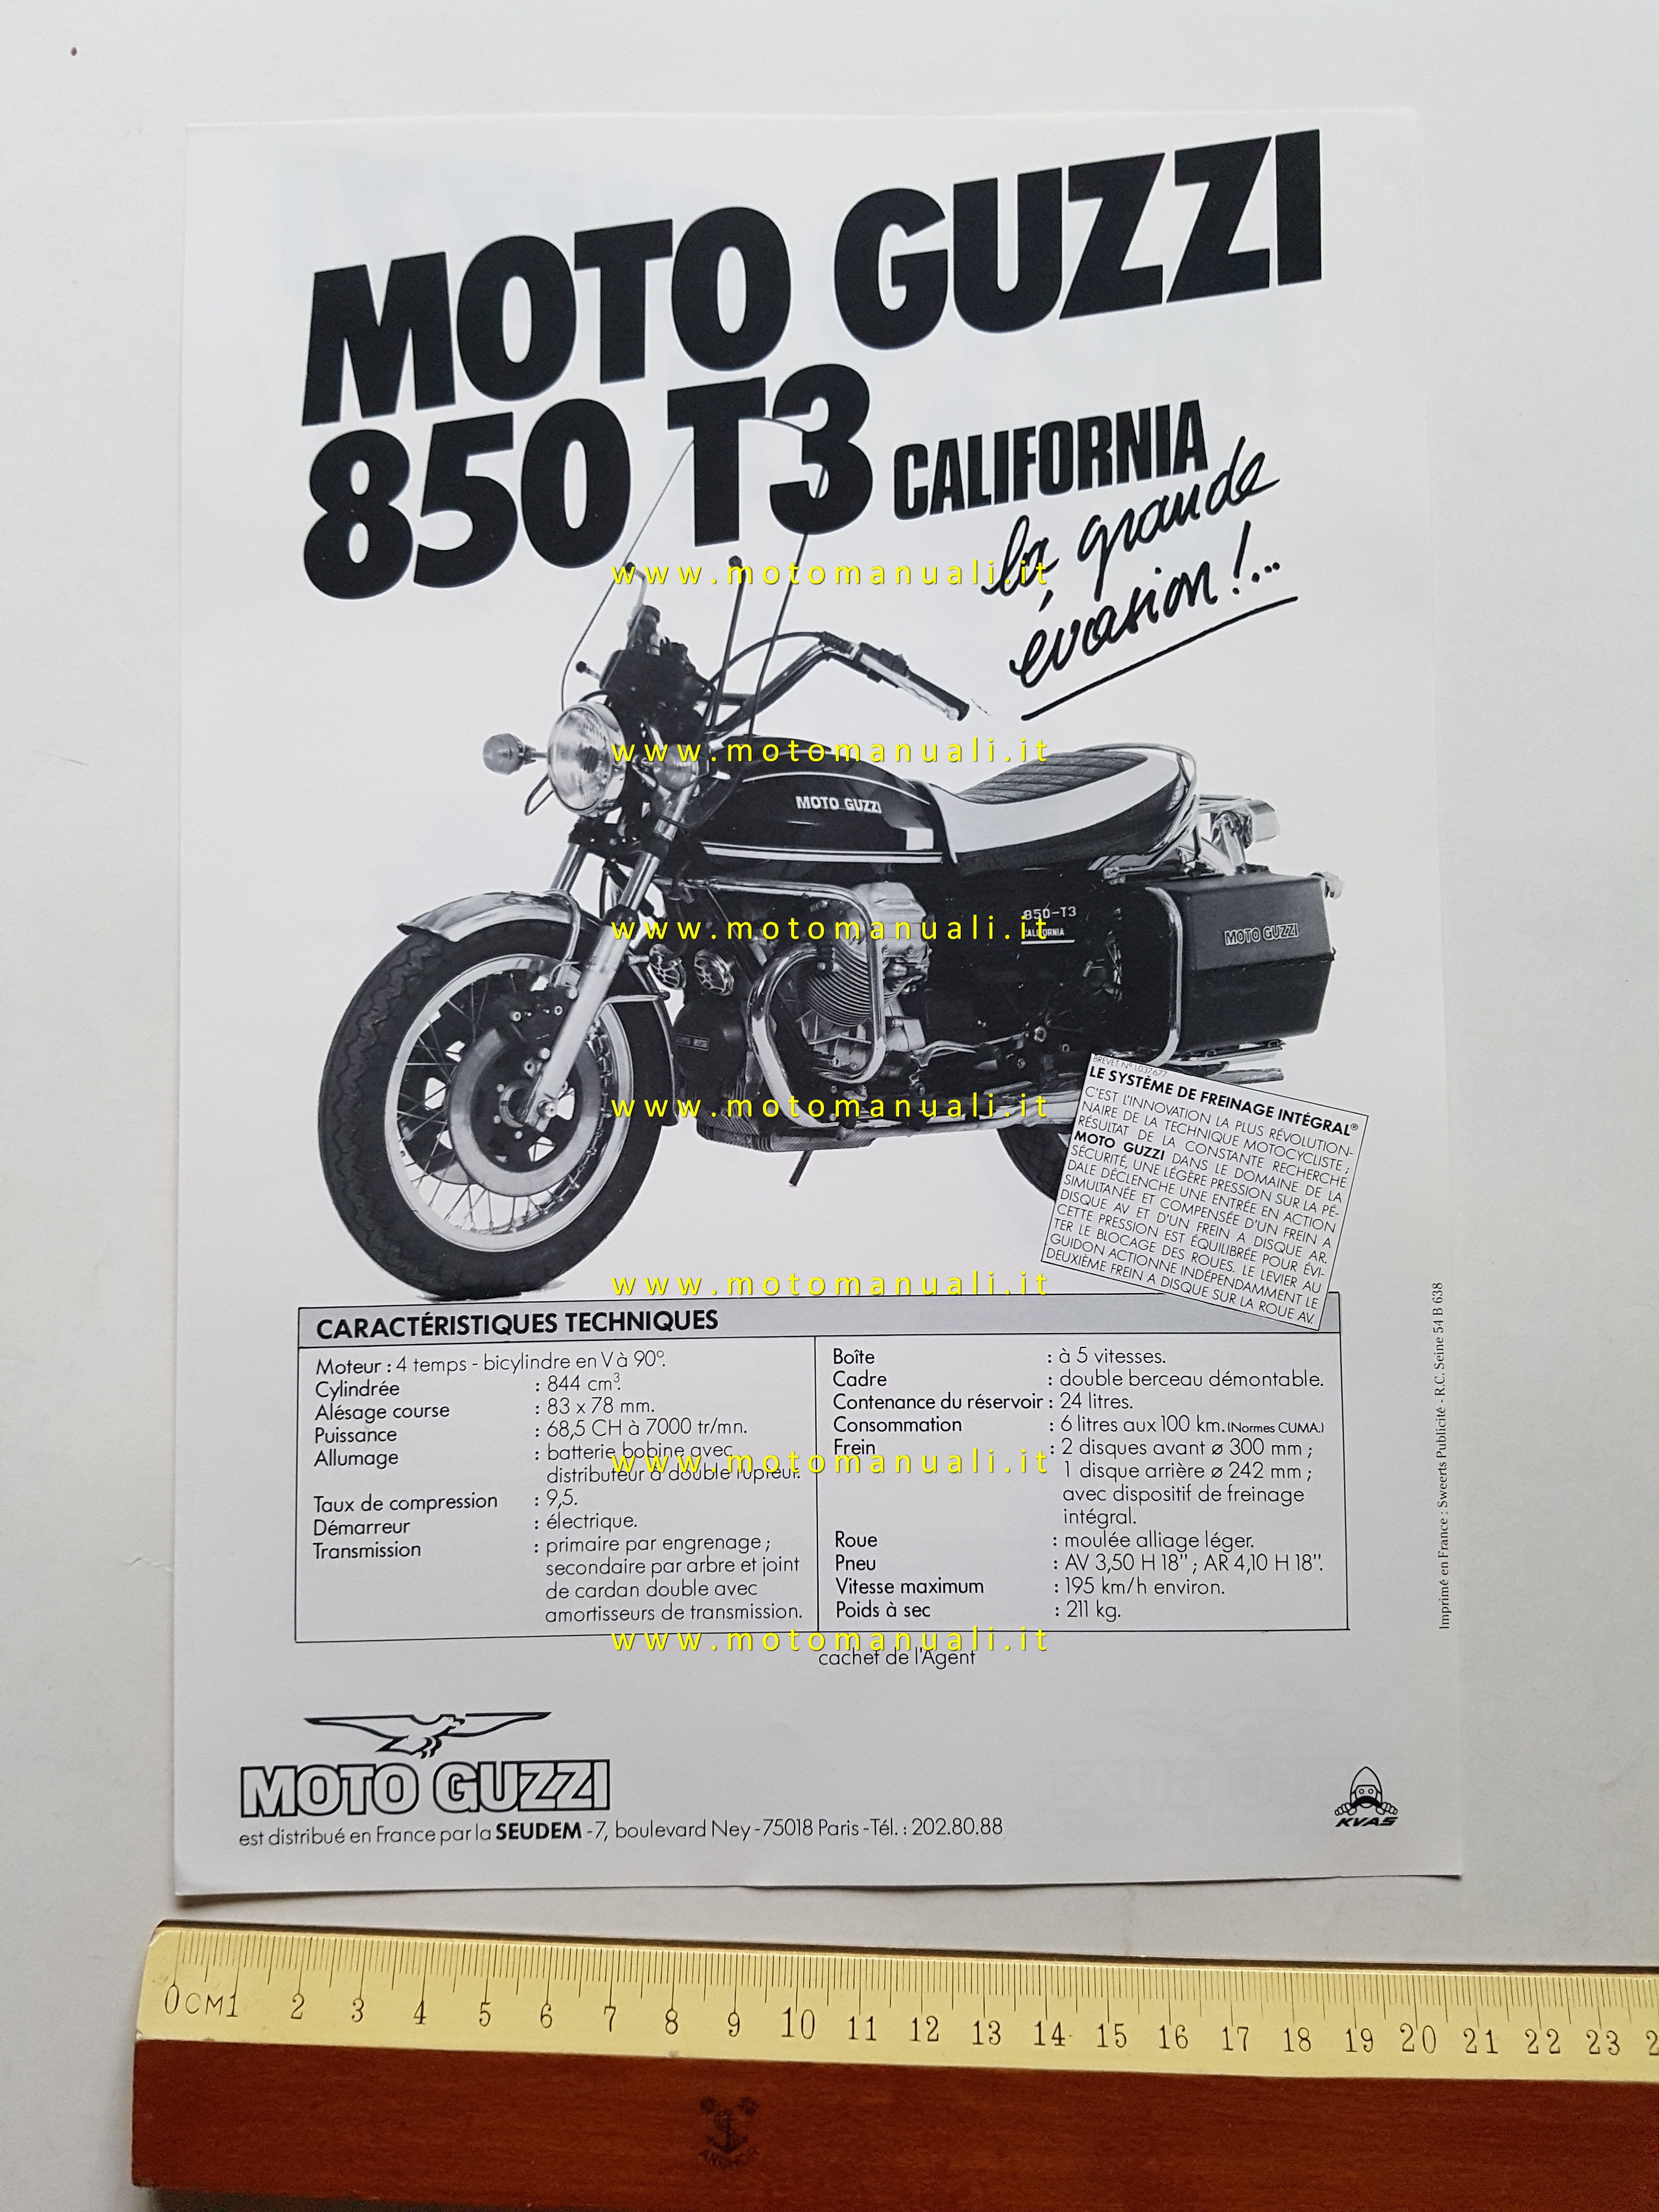 MOTO GUZZI
850 T3 CALIFORNIA
la grande
évasion!...
www.motomanuali.it
www.motomanuali.it
MOTO GUZZI
850-T3
CALIFORNIA
MOTO GUZZI
www.motomanuali.it
www.motomanuali.it
BREVET N° 1.037.677
LE SYSTÈME DE FREINAGE INTÉGRAL®
C'EST L'INNOVATION LA PLUS RÉVOLUTION-
NAIRE DE LA TECHNIQUE MOTOCYCLISTE ;
RÉSULTAT DE LA CONSTANTE RECHERCHE
MOTO GUZZI DANS LE DOMAINE DE LA
SÉCURITÉ, UNE LÉGÈRE PRESSION SUR LA PÉ-
DALE DÉCLENCHE UNE ENTRÉE EN ACTION
SIMULTANÉE ET COMPENSÉE D'UN FREIN A
DISQUE AV ET D'UN FREIN A DISQUE AR.
CETTE PRESSION EST ÉQUILIBRÉE POUR ÉVI-
TER LE BLOCAGE DES ROUES. LE LEVIER AU
GUIDON ACTIONNE INDÉPENDAMMENT LE
DEUXIÈME FREIN A DISQUE SUR LA ROUE AV.
www.motomanuali.it
CARACTÉRISTIQUES TECHNIQUES
Moteur : 4 temps - bicylindre en V à 90°.
Cylindrée : 844 cm³.
Alésage course : 83 x 78 mm.
Puissance : 68,5 CH à 7000 tr/mn.
Allumage : batterie bobine avec
distributeur à double rupteur.
Taux de compression : 9,5.
Démarreur : électrique.
Transmission : primaire par engrenage ;
secondaire par arbre et joint
de cardan double avec
amortisseurs de transmission.
Boîte : à 5 vitesses.
Cadre : double berceau démontable.
Contenance du réservoir : 24 litres.
Consommation : 6 litres aux 100 km. (Normes CUMA.)
Frein : 2 disques avant ø 300 mm ;
1 disque arrière ø 242 mm ;
avec dispositif de freinage
intégral.
Roue : moulée alliage léger.
Pneu : AV 3,50 H 18" ; AR 4,10 H 18".
Vitesse maximum : 195 km/h environ.
Poids à sec : 211 kg.
www.motomanuali.it
www.motomanuali.it
cachet de l'Agent
Imprimé en France : Sweerts Publicité - R.C. Seine 54 B 638
MOTO GUZZI
est distribué en France par la SEUDEM - 7, boulevard Ney - 75018 Paris - Tél. : 202.80.88
KVAS
0CM1 2 3 4 5 6 7 8 9 10 11 12 13 14 15 16 17 18 19 20 21 22 23 2